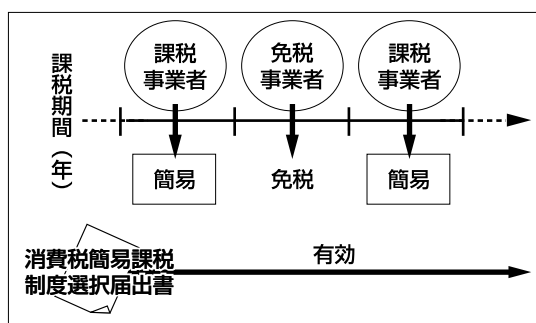 課税期間（年）
課税
事業者
免税
事業者
課税
事業者
簡易
免税
簡易
消費税簡易課税
制度選択届出書
有効